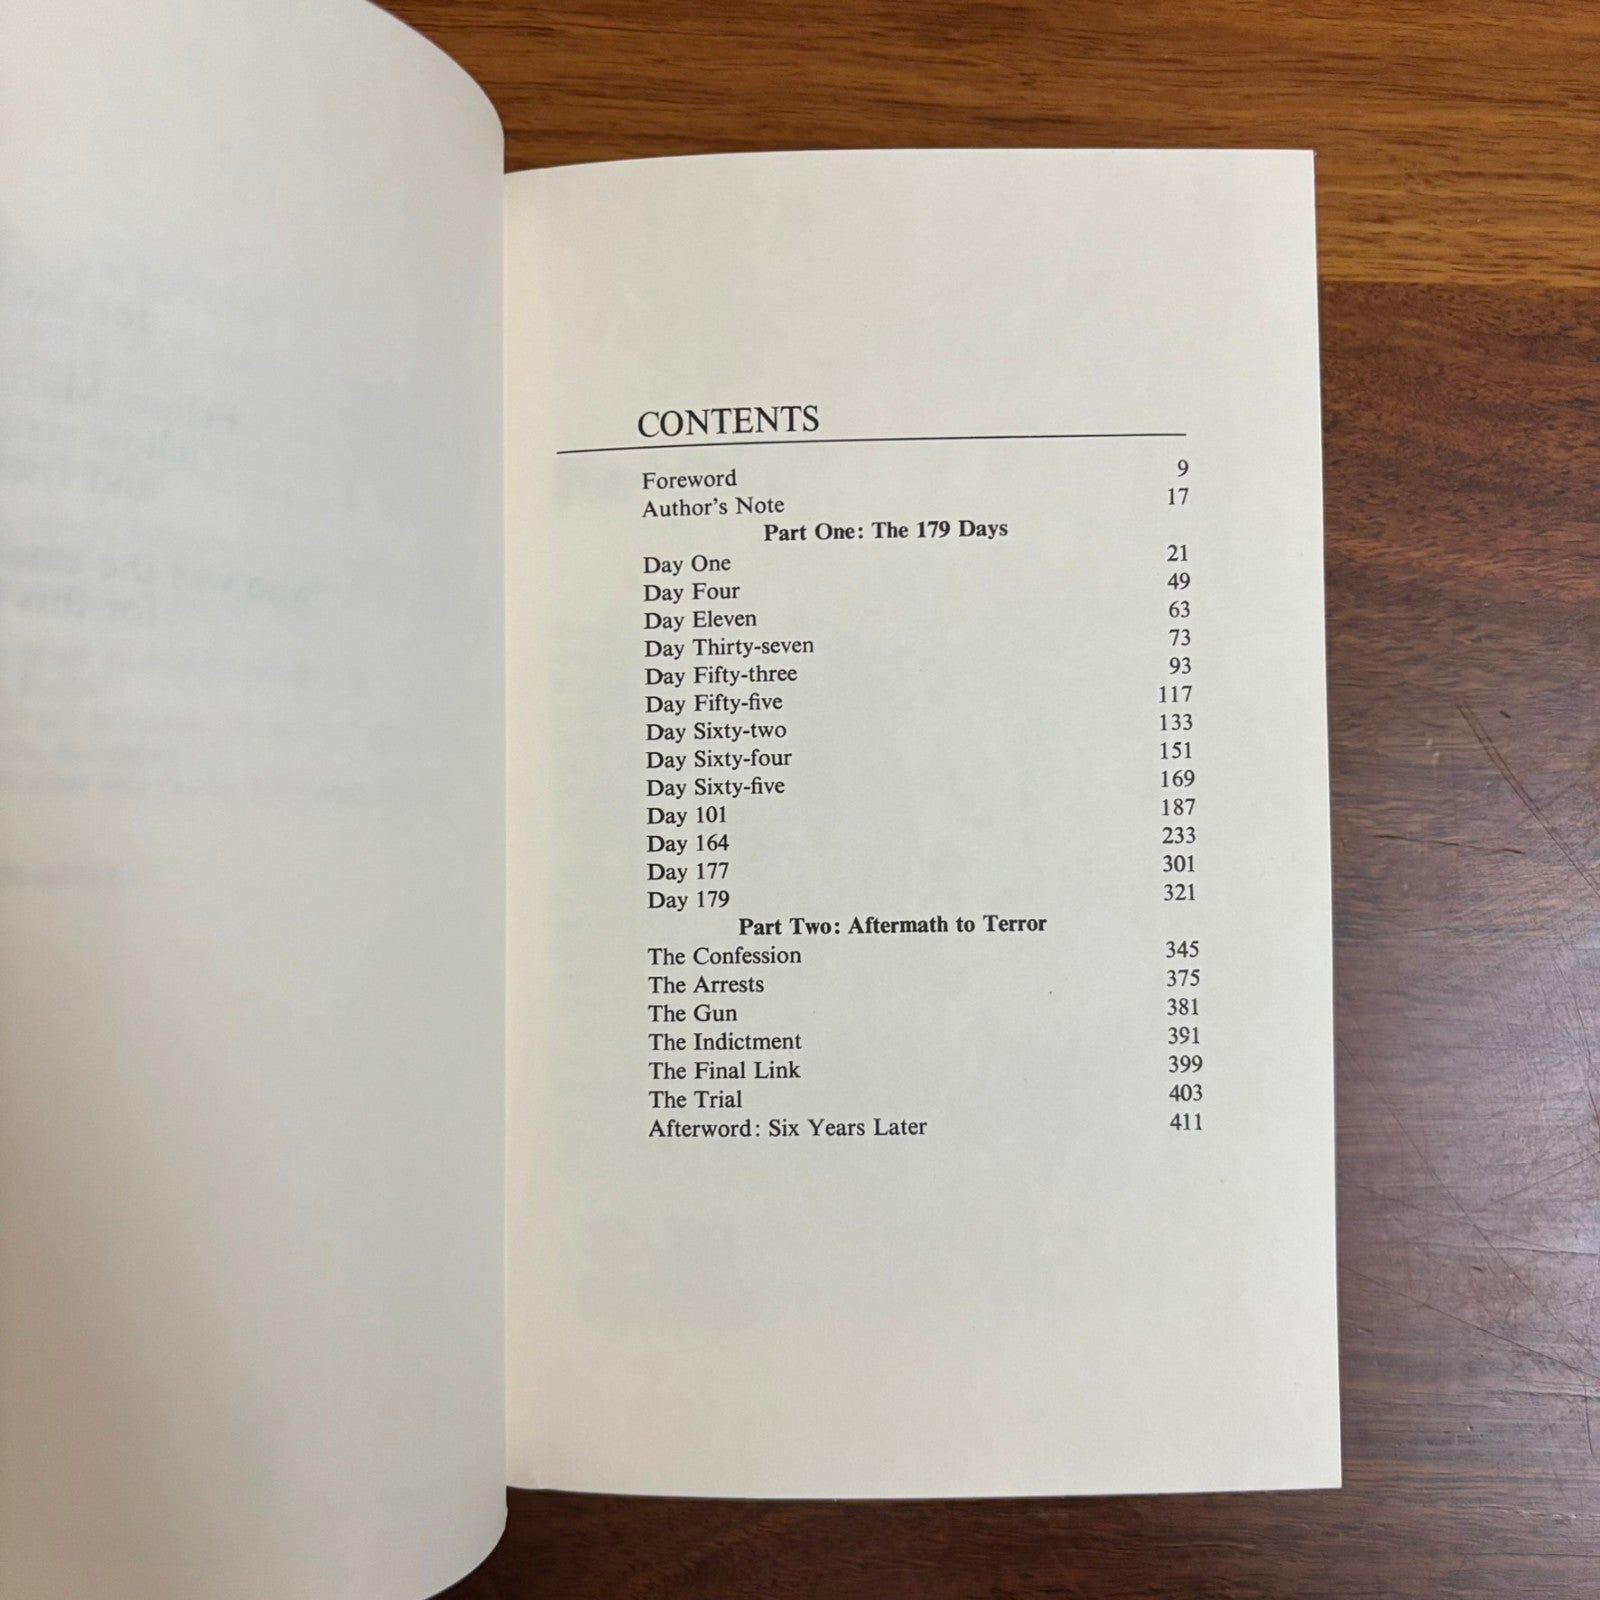 CONTENTS
Foreword 9
Author's Note 17
Part One: The 179 Days
Day One 21
Day Four 49
Day Eleven 63
Day Thirty-seven 73
Day Fifty-three 93
Day Fifty-five 117
Day Sixty-two 133
Day Sixty-four 151
Day Sixty-five 169
Day 101 187
Day 164 233
Day 177 301
Day 179 321
Part Two: Aftermath to Terror
The Confession 345
The Arrests 375
The Gun 381
The Indictment 391
The Final Link 399
The Trial 403
Afterword: Six Years Later 411